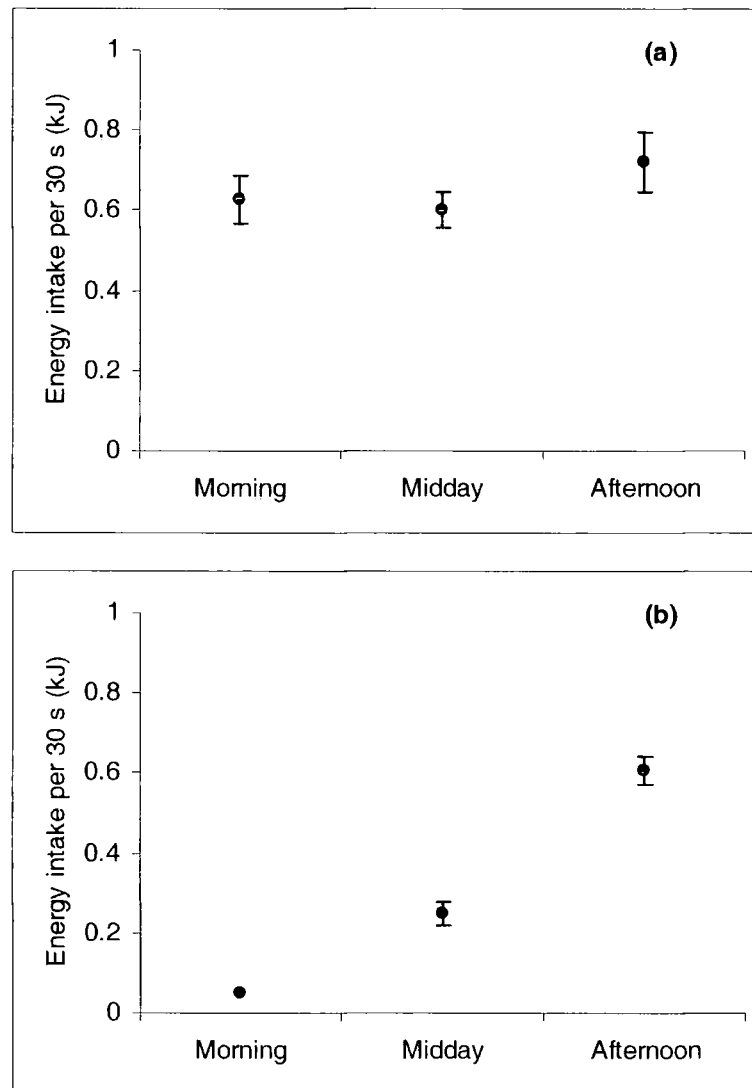 (a)
Energy intake per 30 s (kJ)
1
0.8
0.6
0.4
0.2
0
Morning Midday Afternoon
(b)
Energy intake per 30 s (kJ)
1
0.8
0.6
0.4
0.2
0
Morning Midday Afternoon